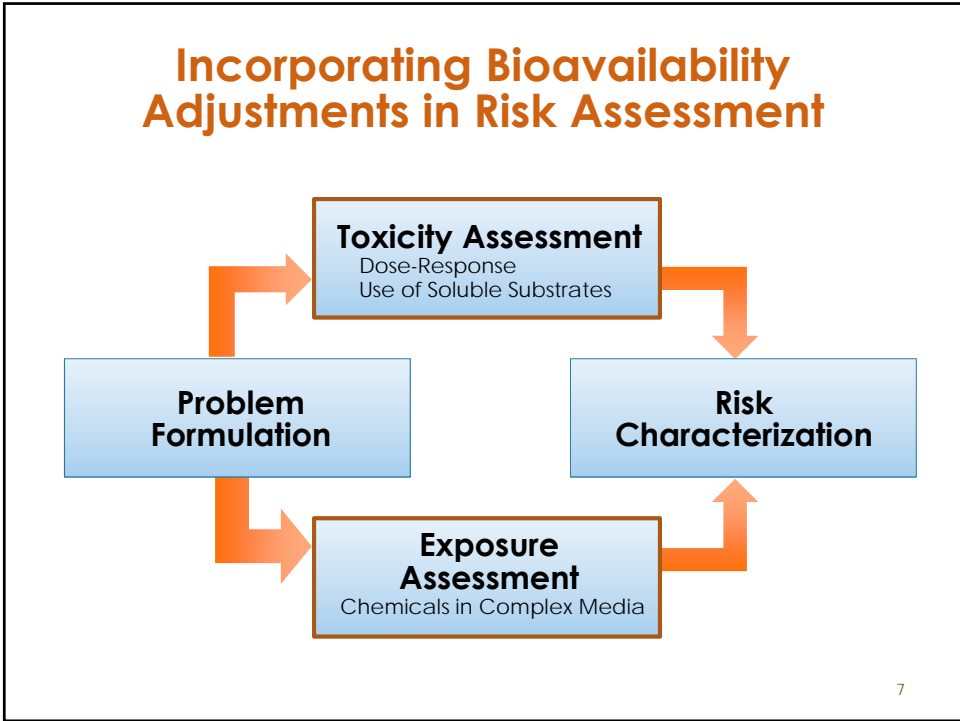 Incorporating Bioavailability
Adjustments in Risk Assessment
Toxicity Assessment
Dose-Response
Use of Soluble Substrates
Problem
Formulation
Risk
Characterization
Exposure
Assessment
Chemicals in Complex Media
7